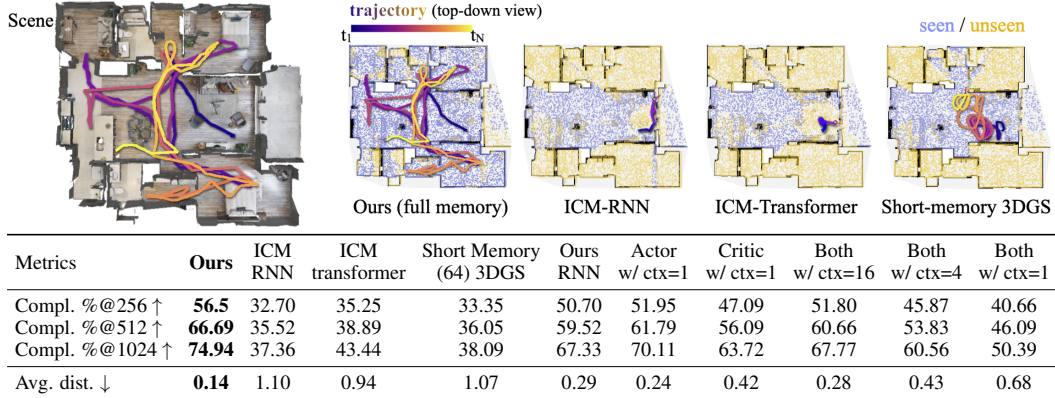 Scene
trajectory (top-down view)
t1 tN
seen / unseen
Ours (full memory) ICM-RNN ICM-Transformer Short-memory 3DGS
Metrics Ours ICM RNN ICM transformer Short Memory (64) 3DGS Ours RNN Actor w/ ctx=1 Critic w/ ctx=1 Both w/ ctx=16 Both w/ ctx=4 Both w/ ctx=1
Compl. %@256 ↑ 56.5 32.70 35.25 33.35 50.70 51.95 47.09 51.80 45.87 40.66
Compl. %@512 ↑ 66.69 35.52 38.89 36.05 59.52 61.79 56.09 60.66 53.83 46.09
Compl. %@1024 ↑ 74.94 37.36 43.44 38.09 67.33 70.11 63.72 67.77 60.56 50.39
Avg. dist. ↓ 0.14 1.10 0.94 1.07 0.29 0.24 0.42 0.28 0.43 0.68